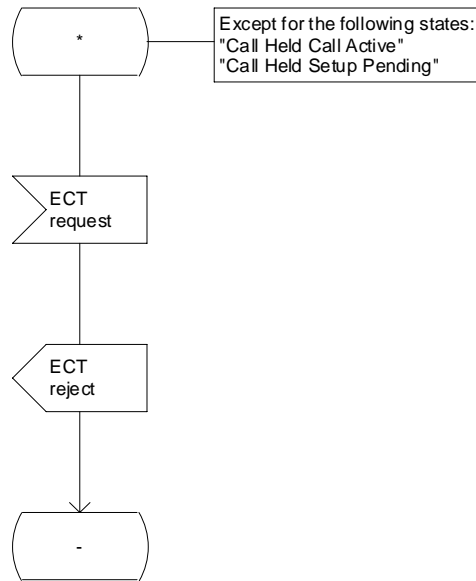 *
Except for the following states:
"Call Held Call Active"
"Call Held Setup Pending"
ECT
request
ECT
reject
-